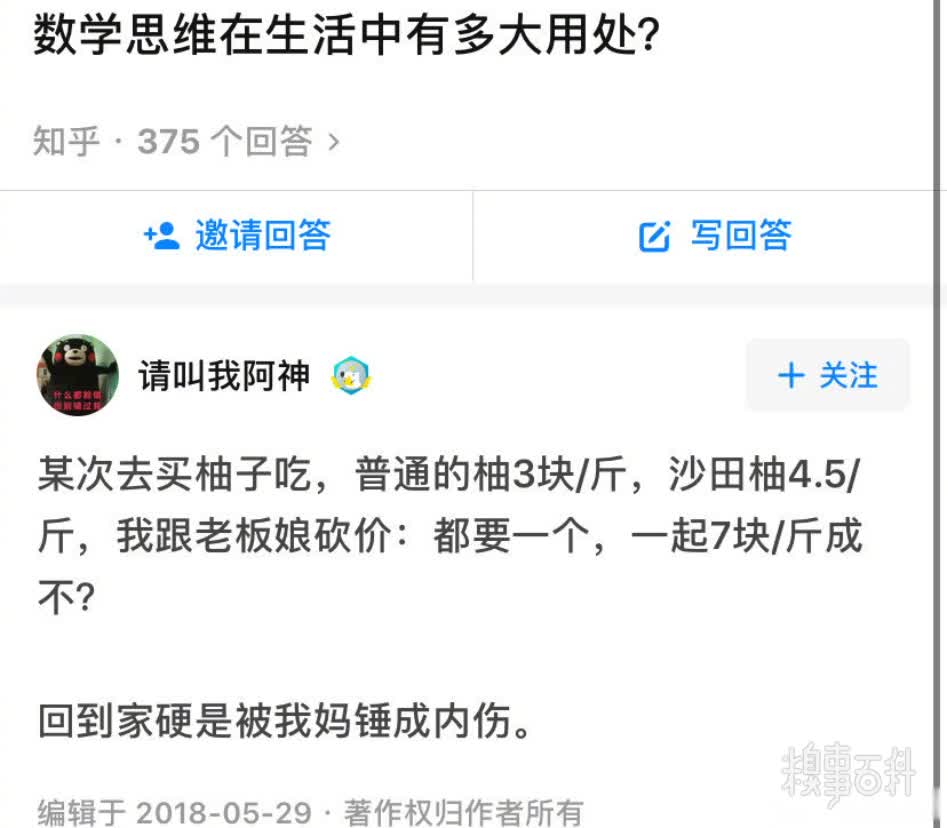 数学思维在生活中有多大用处?
知乎 · 375 个回答 >
邀请回答
写回答
请叫我阿神
+ 关注
某次去买柚子吃，普通的柚3块/斤，沙田柚4.5/
斤，我跟老板娘砍价：都要一个，一起7块/斤成
不?
回到家硬是被我妈锤成内伤。
编辑于 2018-05-29 · 著作权归作者所有
糗事百科